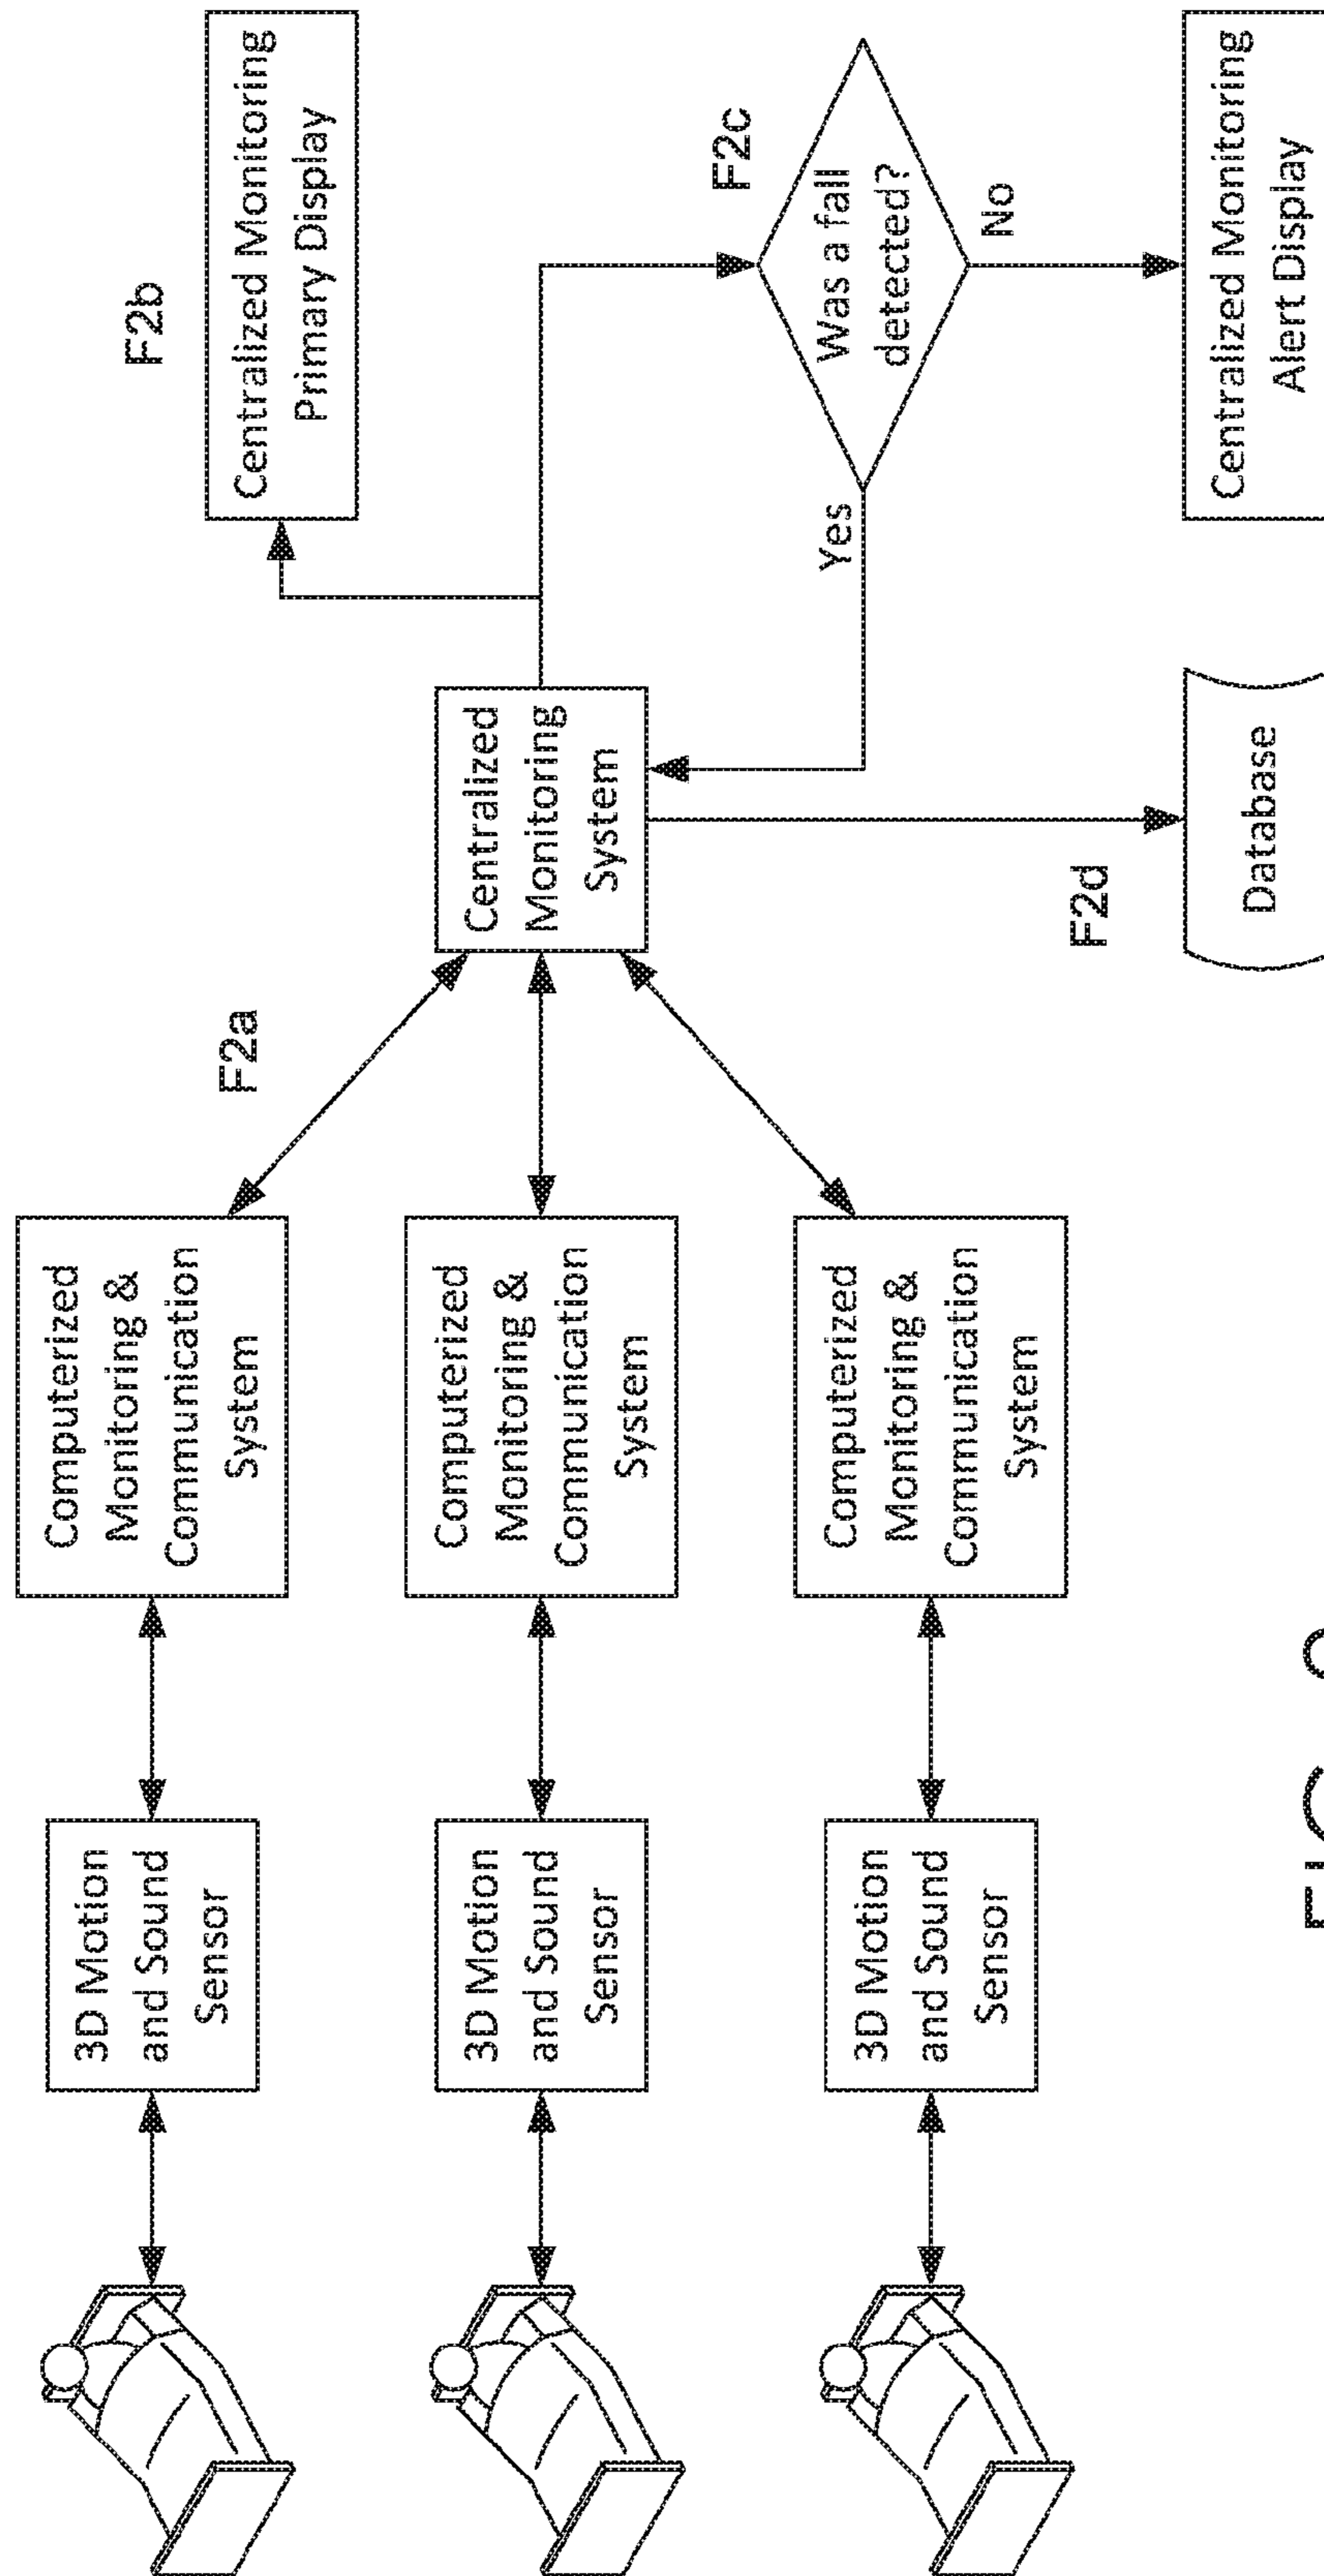 3D Motion
and Sound
Sensor
Computerized
Monitoring &
Communication
System
F2a
3D Motion
and Sound
Sensor
Computerized
Monitoring &
Communication
System
3D Motion
and Sound
Sensor
Computerized
Monitoring &
Communication
System
Centralized
Monitoring
System
F2b
Centralized Monitoring
Primary Display
F2c
Was a fall
detected?
Yes
No
F2d
Database
Centralized Monitoring
Alert Display